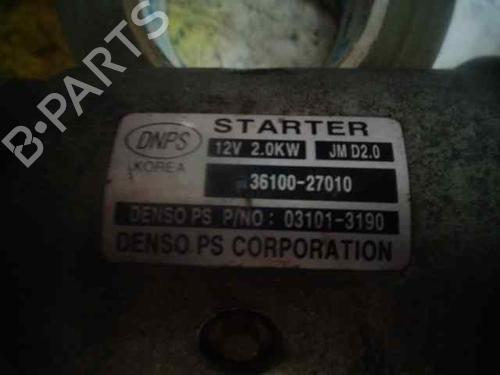 B-PARTS
DNPS
KOREA
STARTER
12V 2.0KW JM D2.0
36100-27010
DENSO PS P/NO: 03101-3190
DENSO PS CORPORATION